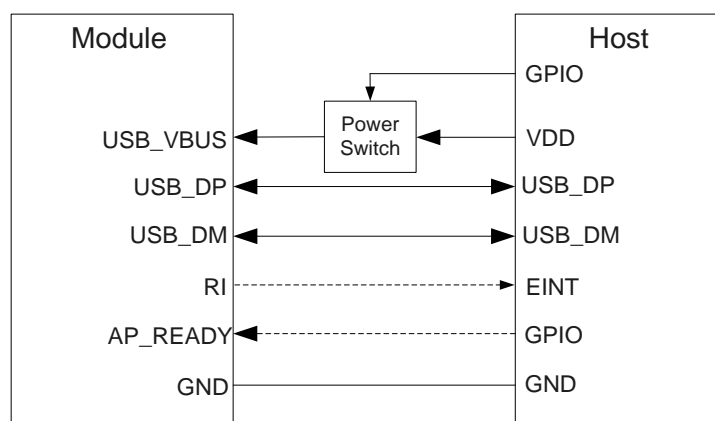 Module
Host
GPIO
Power
Switch
USB_VBUS
VDD
USB_DP
USB_DP
USB_DM
USB_DM
RI
EINT
AP_READY
GPIO
GND
GND